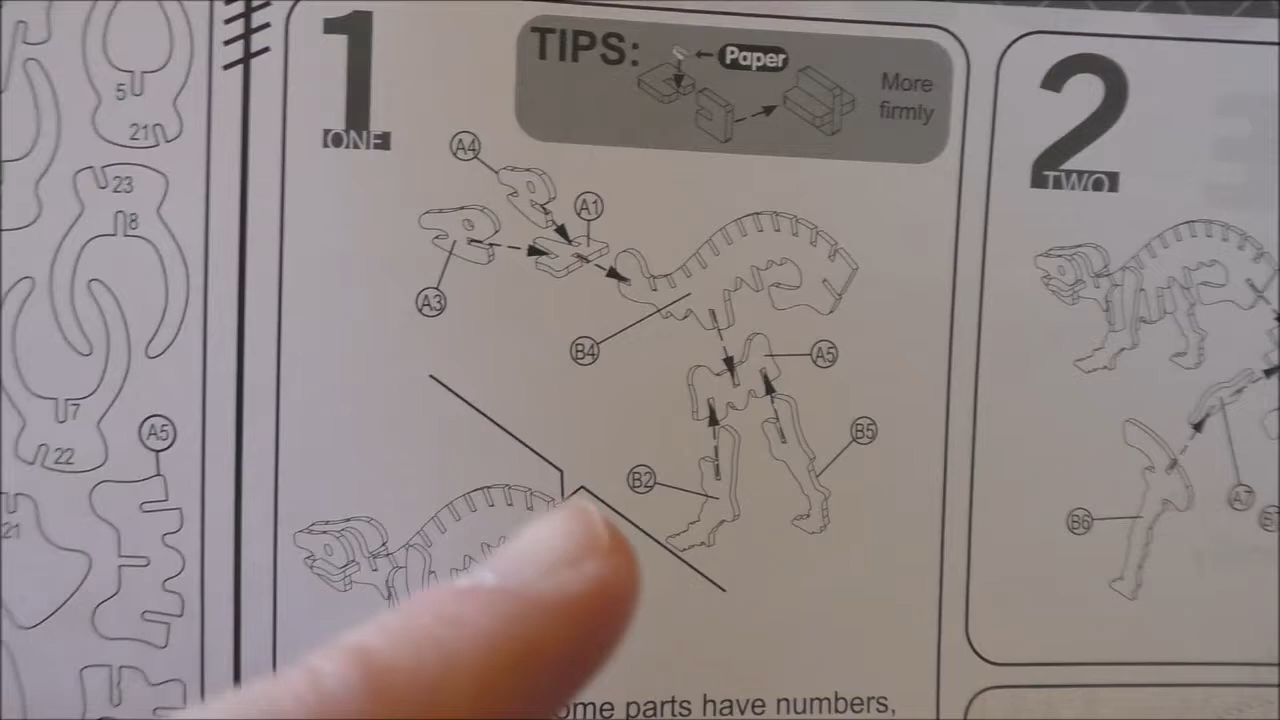 5
21
23
8
7
22
A5
21
1
ONE
TIPS:
Paper
More
firmly
A4
A1
A3
B4
A5
B5
B2
ome parts have numbers,
2
TWO
B6
A7